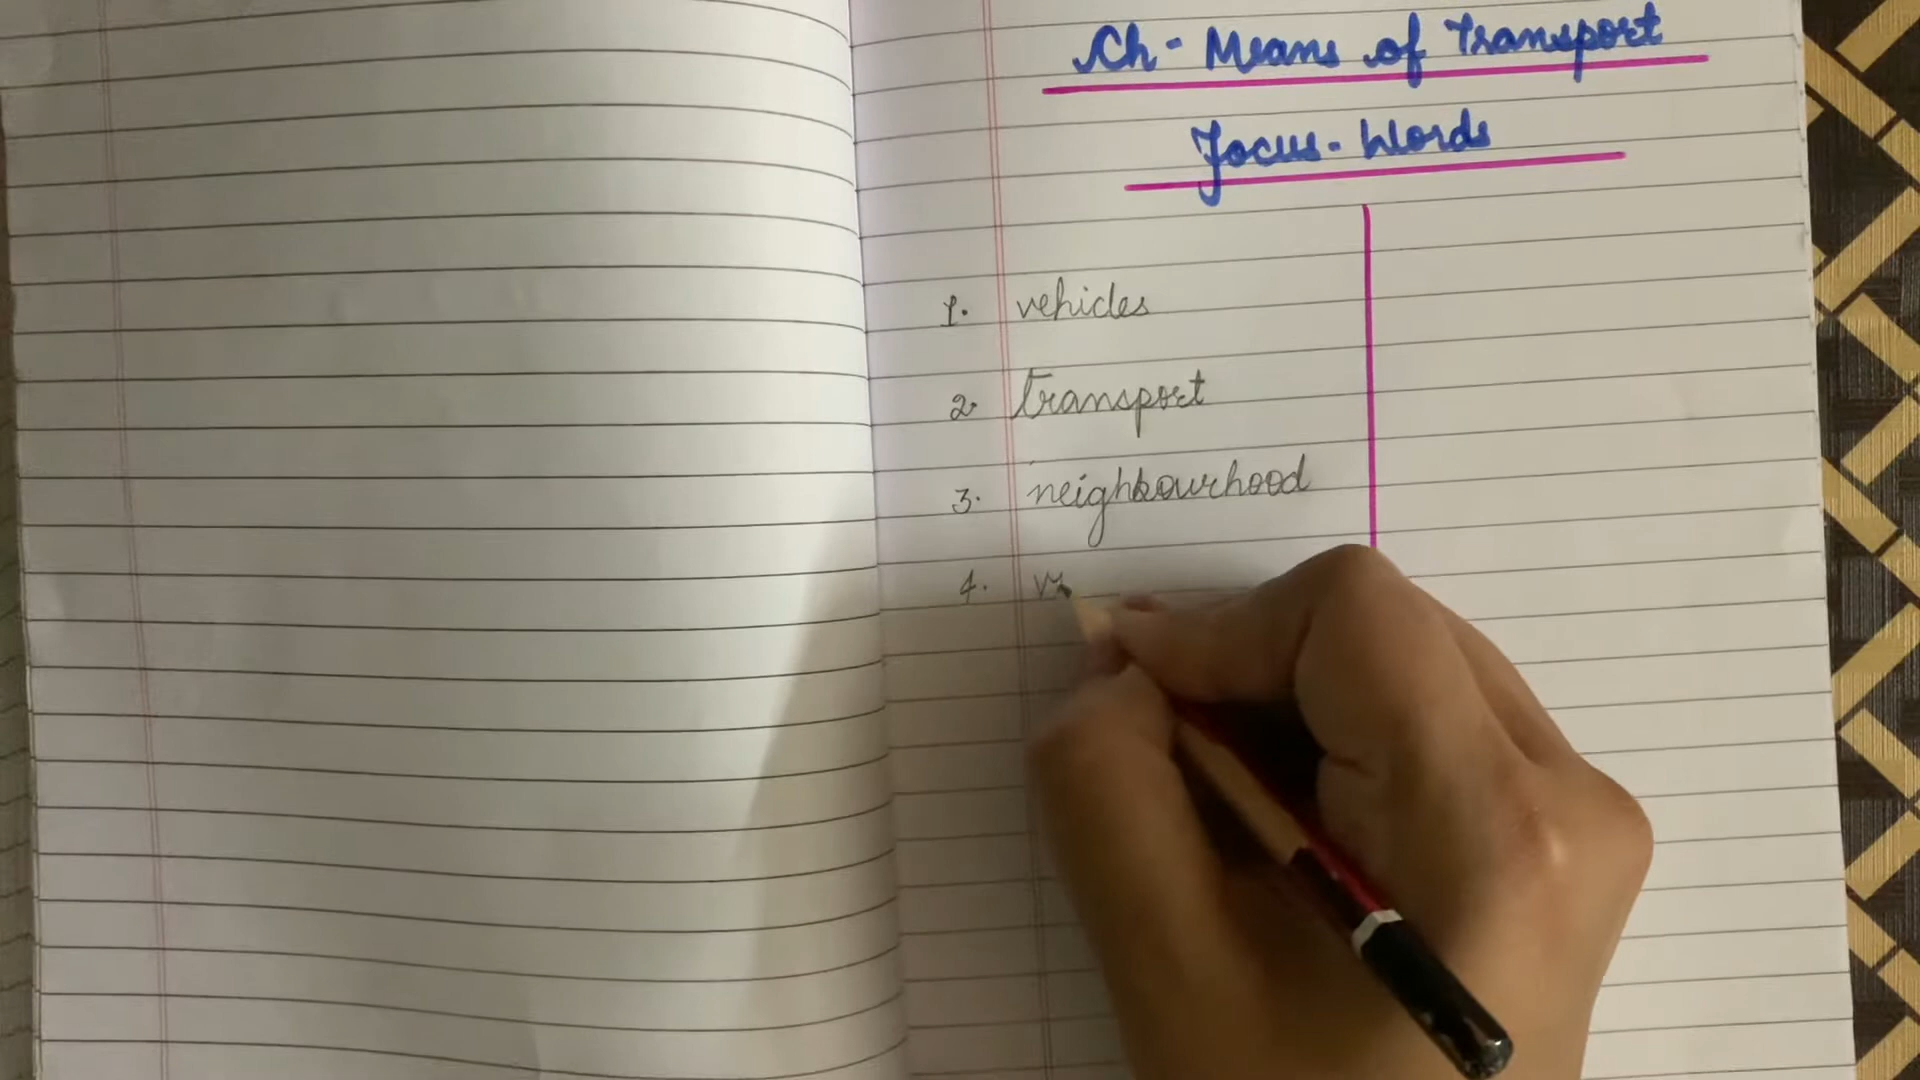 Ch - Means of Transport
Focus - Words
1. vehicles
2. transport
3. neighbourhood
4.